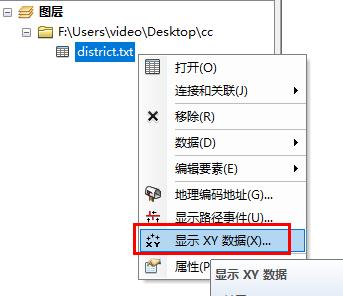 图层
F:\Users\video\Desktop\cc
district.txt
打开(O)
连接和关联(J)
移除(R)
数据(D)
编辑要素(E)
地理编码地址(G)...
显示路径事件(U)...
显示 XY 数据(X)...
属性(P
显示 XY 数据